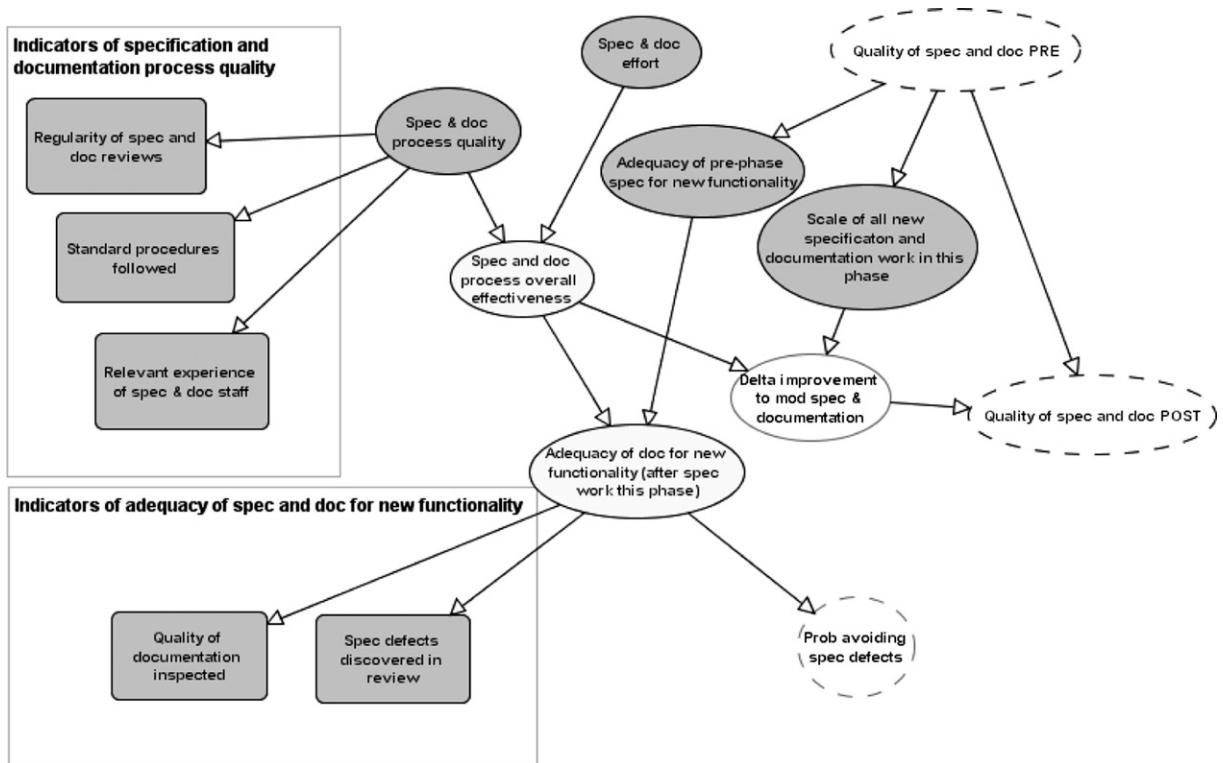 Indicators of specification and
documentation process quality
Spec & doc
effort
Quality of spec and doc PRE
Regularity of spec and
doc reviews
Spec & doc
process quality
Adequacy of pre-phase
spec for new functionality
Standard procedures
followed
Scale of all new
specificaton and
documentation work in this
phase
Spec and doc
process overall
effectiveness
Relevant experience
of spec & doc staff
Delta improvement
to mod spec &
documentation
Quality of spec and doc POST
Adequacy of doc for new
functionality (after spec
work this phase)
Indicators of adequacy of spec and doc for new functionality
Quality of
documentation
inspected
Spec defects
discovered in
review
Prob avoiding
spec defects